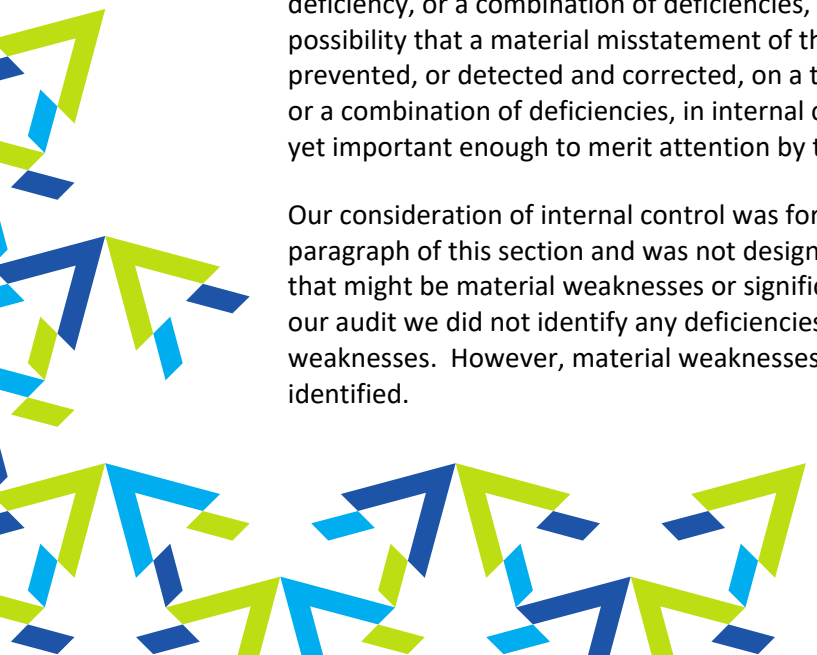 deficiency, or a combination of deficiencies,
possibility that a material misstatement of th
prevented, or detected and corrected, on a t
or a combination of deficiencies, in internal c
yet important enough to merit attention by t
Our consideration of internal control was for
paragraph of this section and was not design
that might be material weaknesses or signific
our audit we did not identify any deficiencies
weaknesses.  However, material weaknesses
identified.